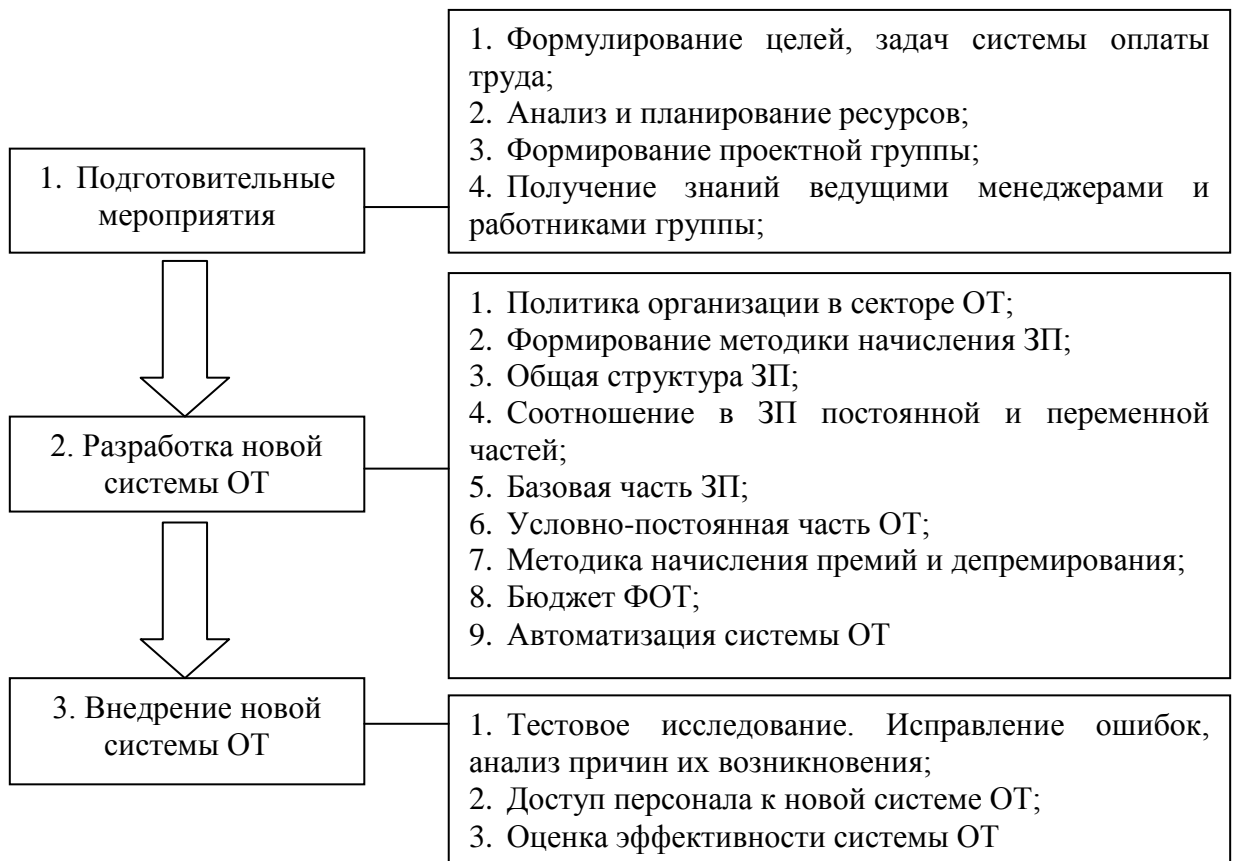 1. Подготовительные
мероприятия
1. Формулирование целей, задач системы оплаты
труда;
2. Анализ и планирование ресурсов;
3. Формирование проектной группы;
4. Получение знаний ведущими менеджерами и
работниками группы;
2. Разработка новой
системы ОТ
1. Политика организации в секторе ОТ;
2. Формирование методики начисления ЗП;
3. Общая структура ЗП;
4. Соотношение в ЗП постоянной и переменной
частей;
5. Базовая часть ЗП;
6. Условно-постоянная часть ОТ;
7. Методика начисления премий и депремирования;
8. Бюджет ФОТ;
9. Автоматизация системы ОТ
3. Внедрение новой
системы ОТ
1. Тестовое исследование. Исправление ошибок,
анализ причин их возникновения;
2. Доступ персонала к новой системе ОТ;
3. Оценка эффективности системы ОТ